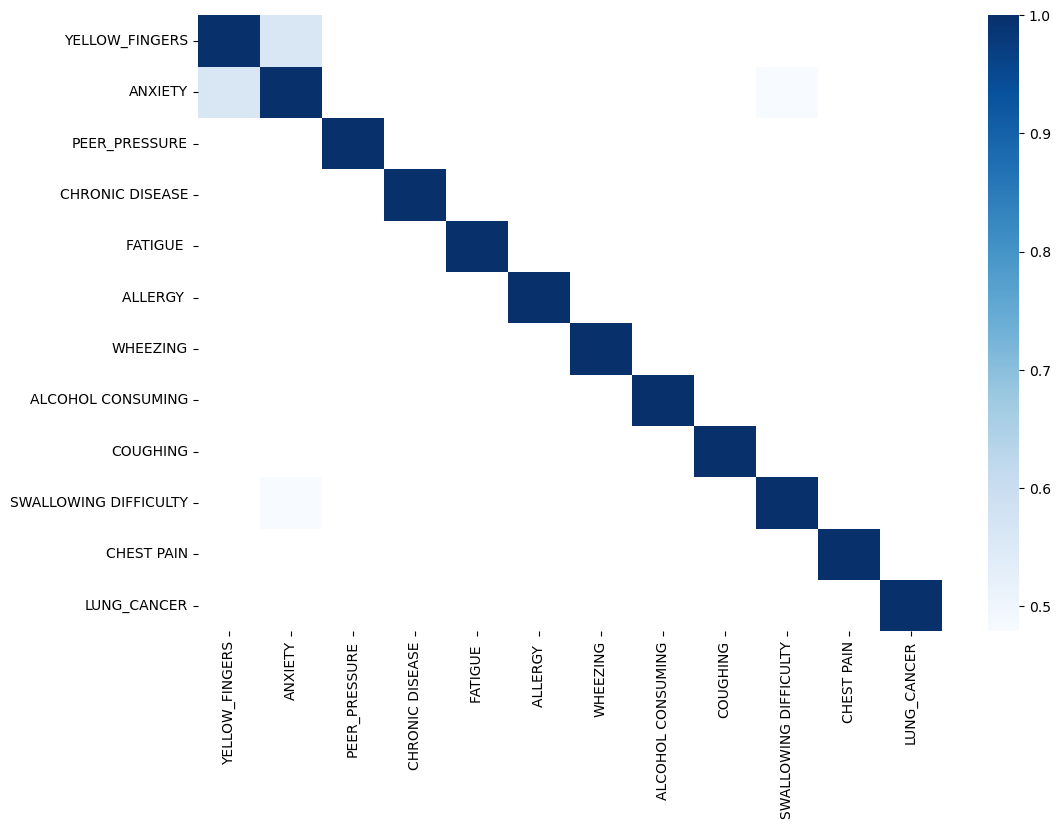 YELLOW_FINGERS
ANXIETY
PEER_PRESSURE
CHRONIC DISEASE
FATIGUE
ALLERGY
WHEEZING
ALCOHOL CONSUMING
COUGHING
SWALLOWING DIFFICULTY
CHEST PAIN
LUNG_CANCER
YELLOW_FINGERS
ANXIETY
PEER_PRESSURE
CHRONIC DISEASE
FATIGUE
ALLERGY
WHEEZING
ALCOHOL CONSUMING
COUGHING
SWALLOWING DIFFICULTY
CHEST PAIN
LUNG_CANCER
1.0
0.9
0.8
0.7
0.6
0.5